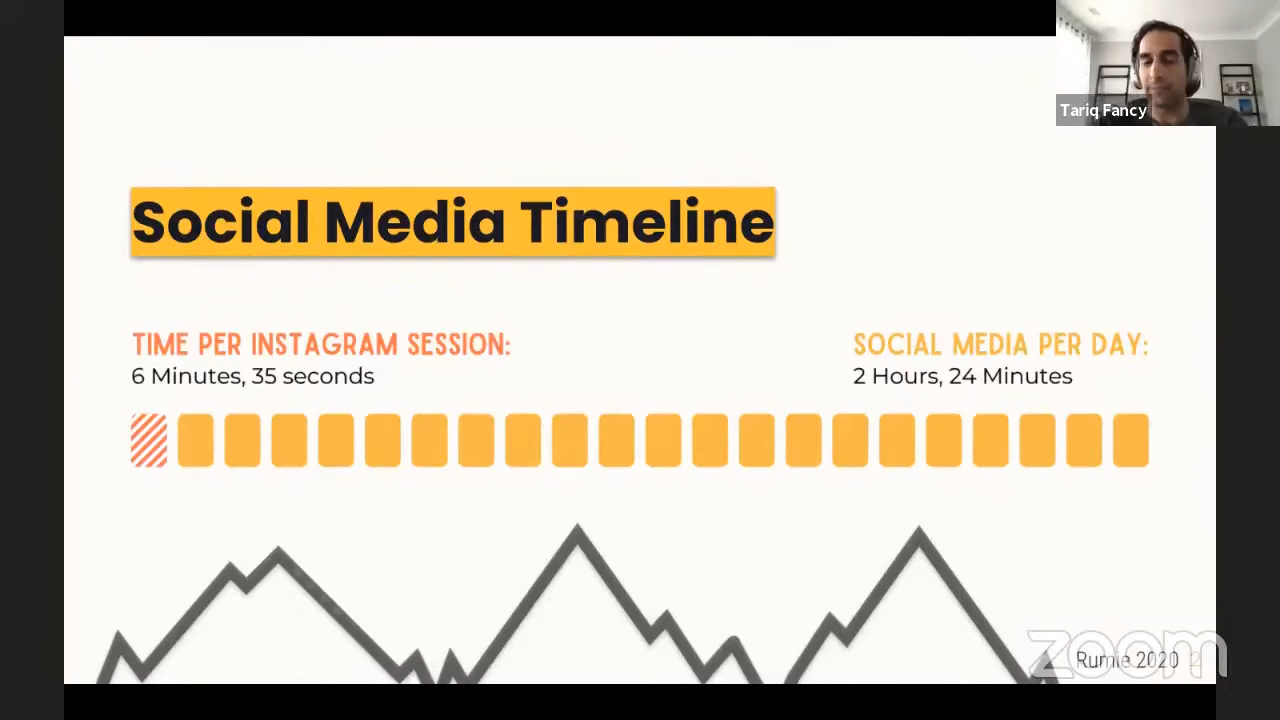 Tariq Fancy
Social Media Timeline
TIME PER INSTAGRAM SESSION:
6 Minutes, 35 seconds
SOCIAL MEDIA PER DAY:
2 Hours, 24 Minutes
zoom
Rumie 2020 2